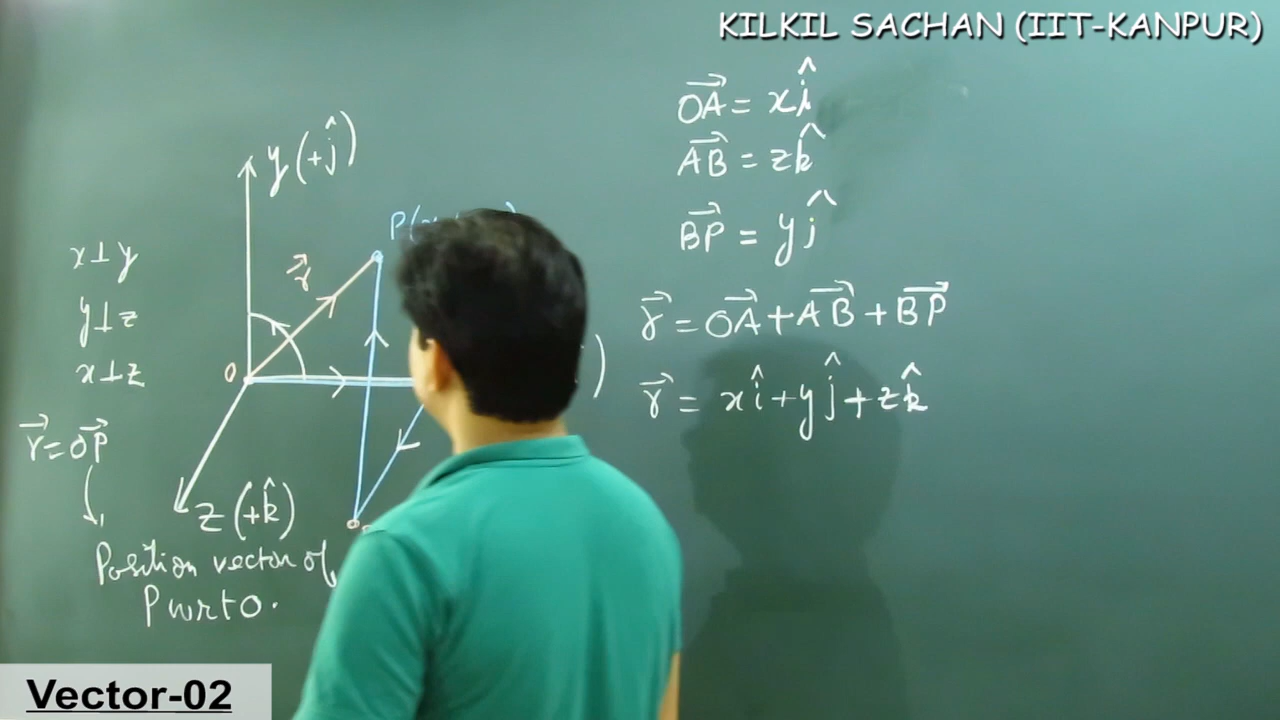 KILKIL SACHAN (IIT-KANPUR)
y(+ĵ)
P(
x⊥y
y⊥z
x⊥z
r⃗
O
r⃗=OP⃗
z(+k̂)
Position vector of
P wrt O.
OA⃗ = xî
AB⃗ = zk̂
BP⃗ = yĵ
r⃗ = OA⃗+AB⃗+BP⃗
r⃗ = xî+yĵ+zk̂
)
Vector-02